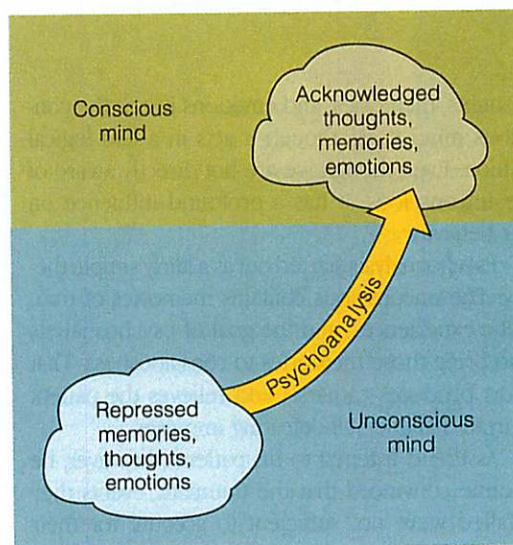 Conscious
mind
Acknowledged
thoughts,
memories,
emotions
Psychoanalysis
Repressed
memories,
thoughts,
emotions
Unconscious
mind